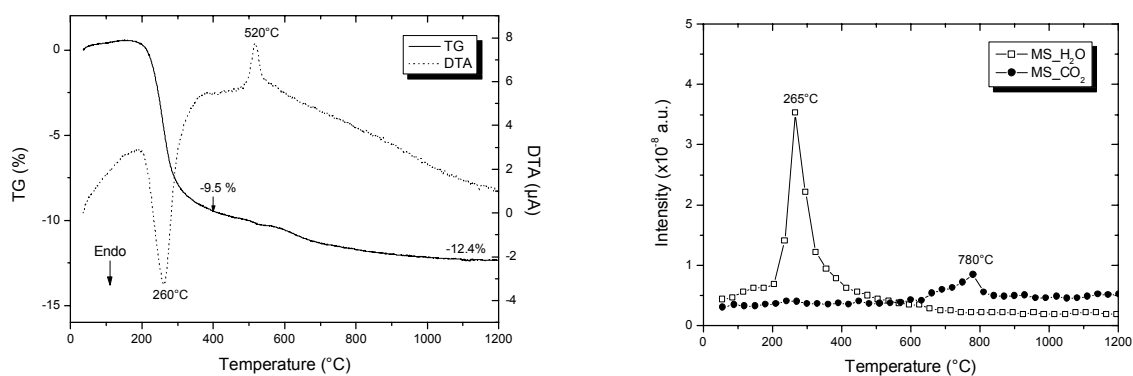 520°C
TG
DTA
-9.5 %
-12.4%
Endo
260°C
0
-5
-10
-15
TG (%)
8
6
4
2
0
-2
-4
DTA (µA)
0 200 400 600 800 1000 1200
Temperature (°C)
MS_H₂O
MS_CO₂
265°C
780°C
5
4
3
2
1
0
Intensity (x10⁻⁸ a.u.)
0 200 400 600 800 1000 1200
Temperature (°C)